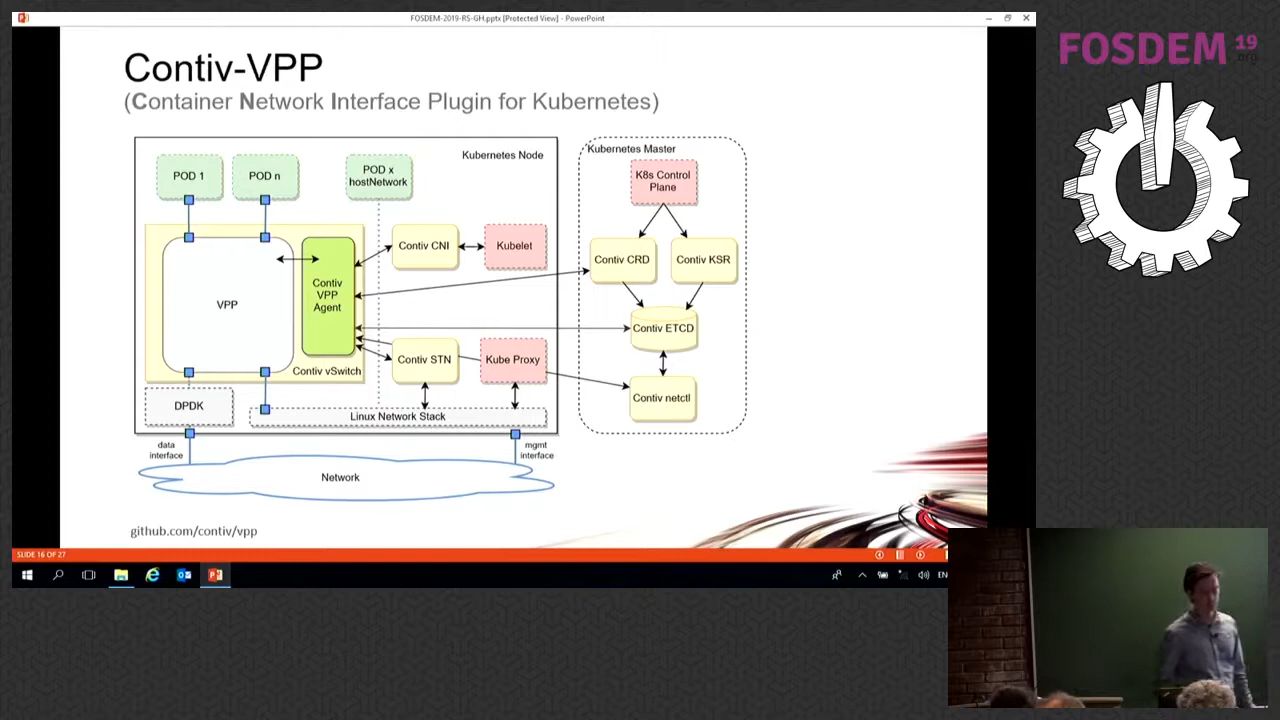 FOSDEM-2019-RS-GH.pptx [Protected View] - PowerPoint
FOSDEM 19
.org
Contiv-VPP
(Container Network Interface Plugin for Kubernetes)
Kubernetes Node
Kubernetes Master
POD 1
POD n
POD x
hostNetwork
K8s Control
Plane
Contiv CNI
Kubelet
Contiv CRD
Contiv KSR
VPP
Contiv
VPP
Agent
Contiv ETCD
Contiv STN
Kube Proxy
Contiv vSwitch
Contiv netctl
DPDK
Linux Network Stack
data
interface
mgmt
interface
Network
github.com/contiv/vpp
SLIDE 16 OF 27
EN